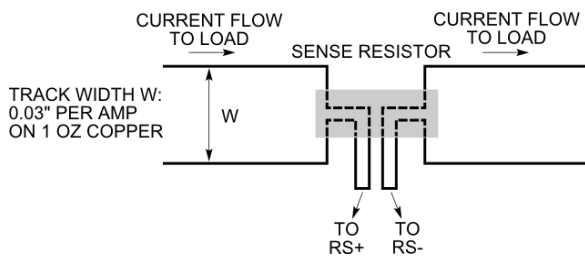 CURRENT FLOW
TO LOAD
CURRENT FLOW
TO LOAD
SENSE RESISTOR
TRACK WIDTH W:
0.03" PER AMP
ON 1 OZ COPPER
W
TO
RS+
TO
RS-